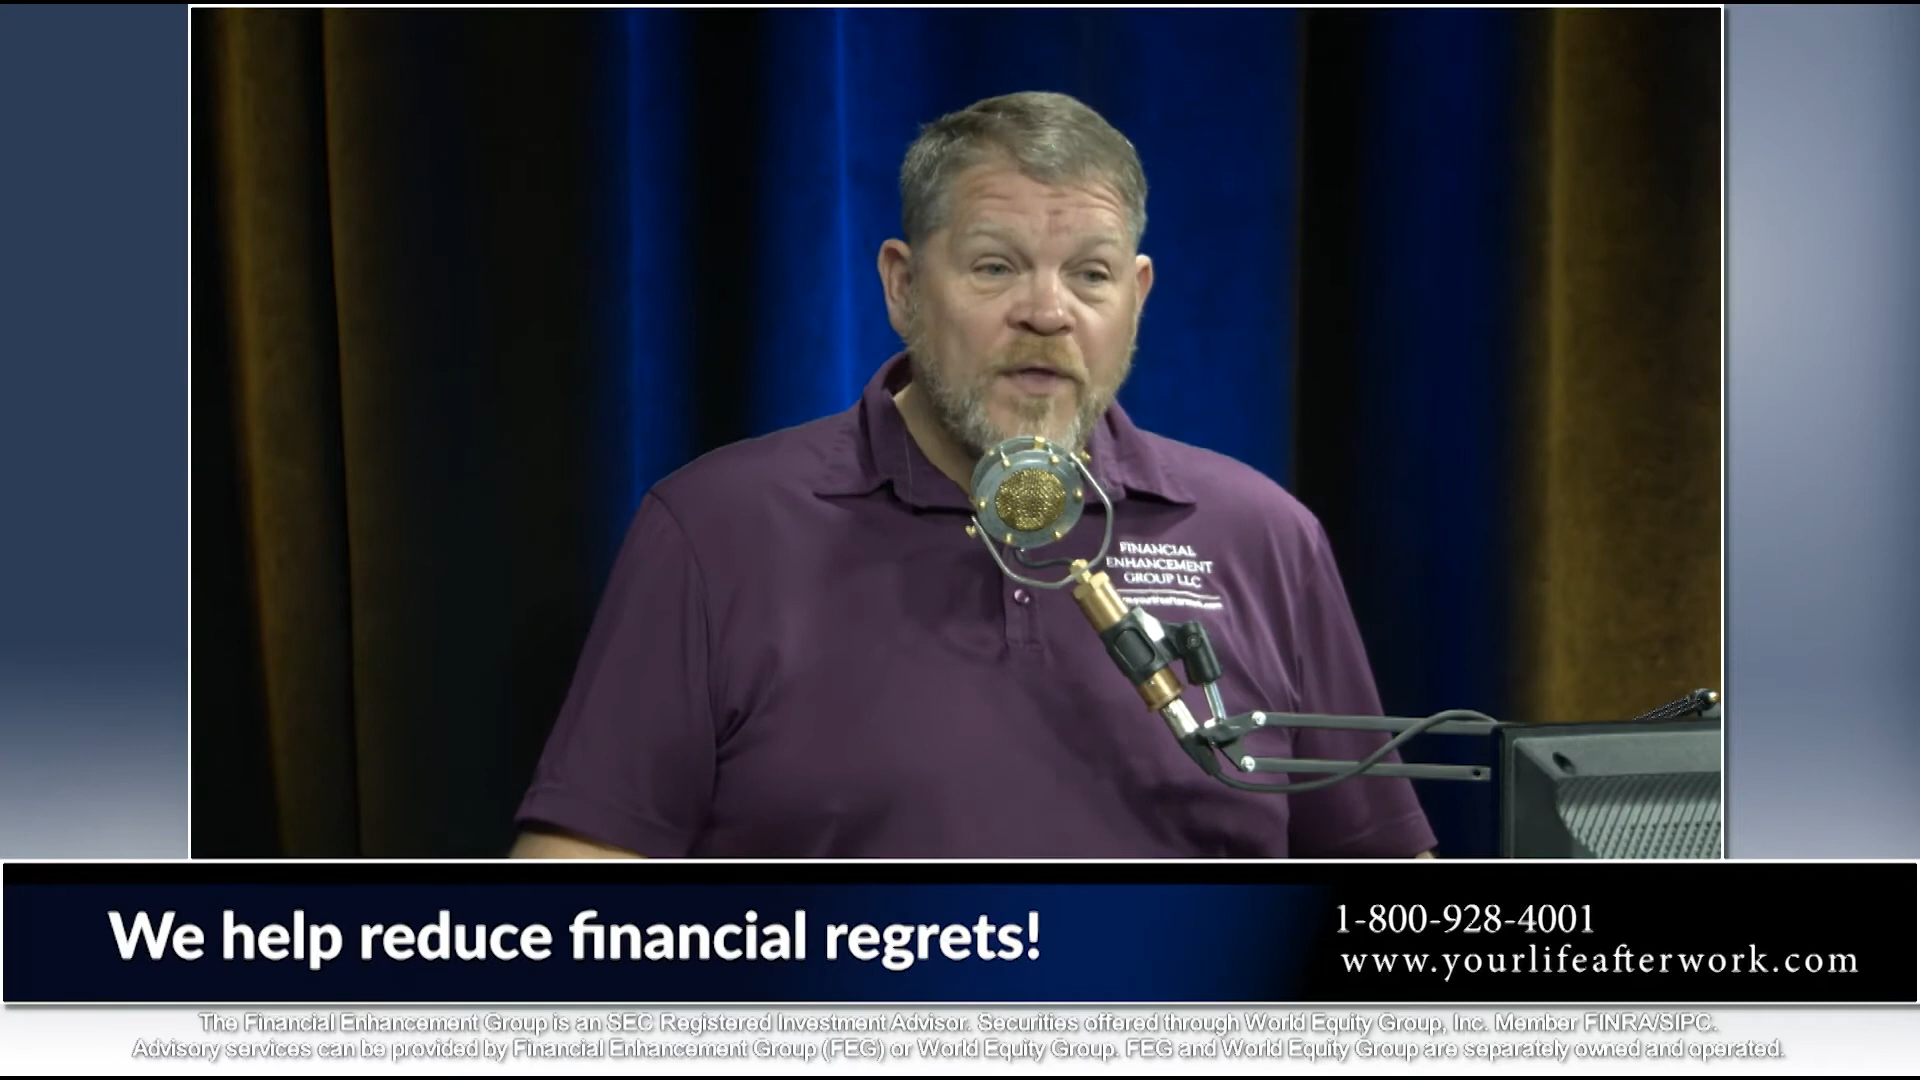 FINANCIAL
ENHANCEMENT
GROUP LLC
We help reduce financial regrets!
1-800-928-4001
www.yourlifeafterwork.com
The Financial Enhancement Group is an SEC Registered Investment Advisor. Securities offered through World Equity Group, Inc. Member FINRA/SIPC.
Advisory services can be provided by Financial Enhancement Group (FEG) or World Equity Group. FEG and World Equity Group are separately owned and operated.